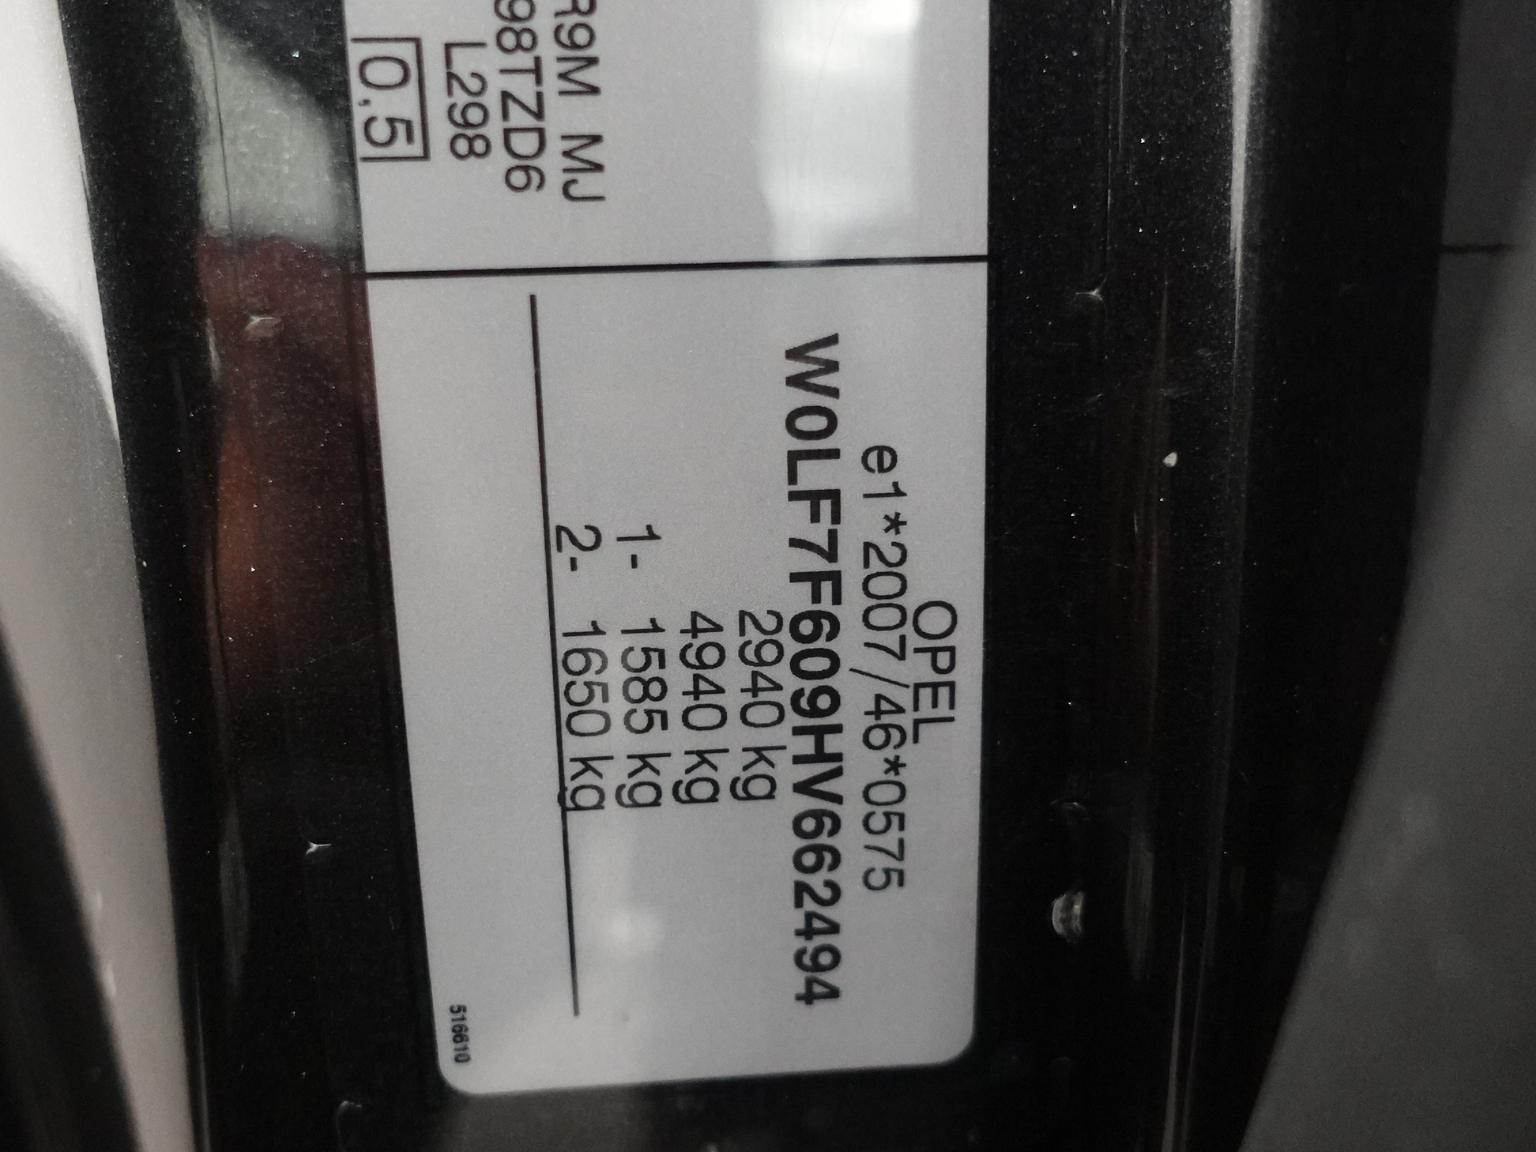 OPEL
e1*2007/46*0575
W0LF7F609HV662494
2940 kg
4940 kg
1- 1585 kg
2- 1650 kg
516610
R9M MJ
98TZD6
L298
0,5